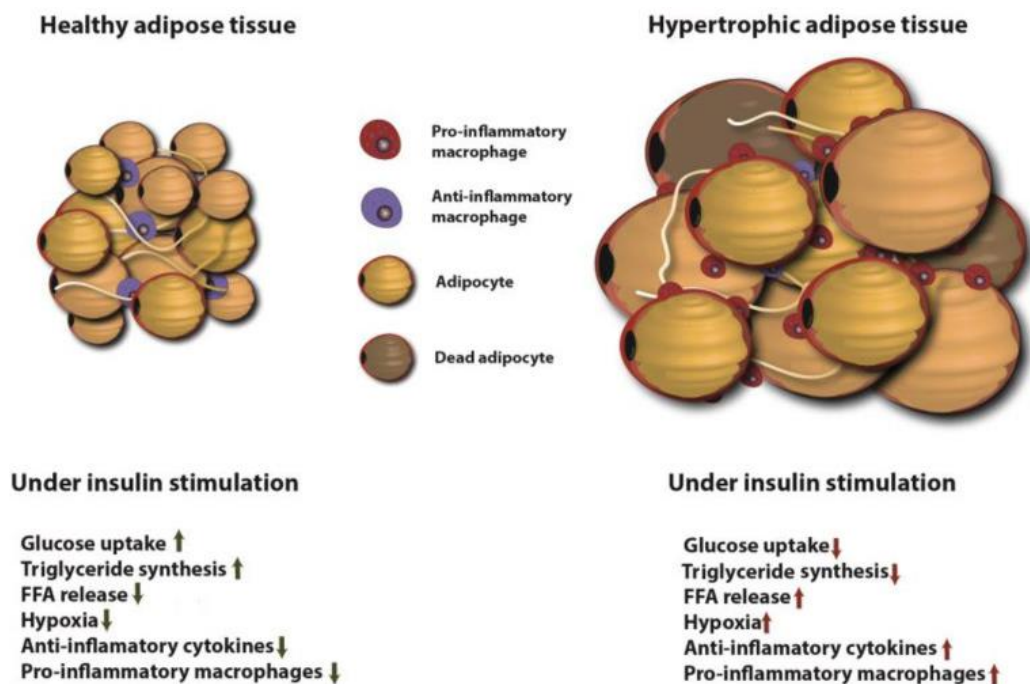 Healthy adipose tissue
Hypertrophic adipose tissue
Pro-inflammatory
macrophage
Anti-inflammatory
macrophage
Adipocyte
Dead adipocyte
Under insulin stimulation
Glucose uptake ↑
Triglyceride synthesis ↑
FFA release ↓
Hypoxia ↓
Anti-inflamatory cytokines ↓
Pro-inflammatory macrophages ↓
Under insulin stimulation
Glucose uptake ↓
Triglyceride synthesis ↓
FFA release ↑
Hypoxia ↑
Anti-inflamatory cytokines ↑
Pro-inflammatory macrophages ↑